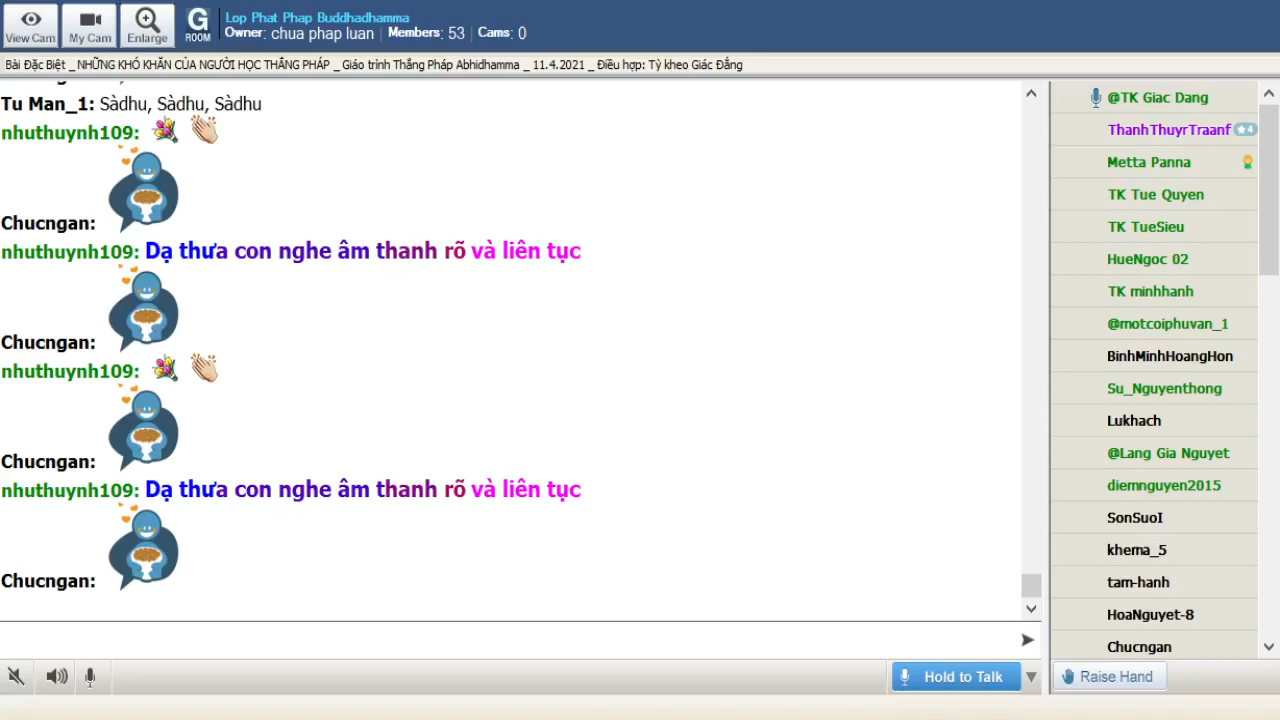 View Cam
My Cam
Enlarge
G
ROOM
Lop Phat Phap Buddhadhamma
Owner: chua phap luan | Members: 53 | Cams: 0
Bài Đặc Biệt _ NHỮNG KHÓ KHĂN CỦA NGƯỜI HỌC THẮNG PHÁP _ Giáo trình Thắng Pháp Abhidhamma _ 11.4.2021 _ Điều hợp: Tỳ kheo Giác Đẳng
Tu Man_1: Sàdhu, Sàdhu, Sàdhu
nhuthuynh109:
Chucngan:
nhuthuynh109: Dạ thưa con nghe âm thanh rõ và liên tục
Chucngan:
nhuthuynh109:
Chucngan:
nhuthuynh109: Dạ thưa con nghe âm thanh rõ và liên tục
Chucngan:
@TK Giac Dang
ThanhThuyrTraanf 4
Metta Panna
TK Tue Quyen
TK TueSieu
HueNgoc 02
TK minhhanh
@motcoiphuvan_1
BinhMinhHoangHon
Su_Nguyenthong
Lukhach
@Lang Gia Nguyet
diemnguyen2015
SonSuoI
khema_5
tam-hanh
HoaNguyet-8
Chucngan
Hold to Talk
Raise Hand